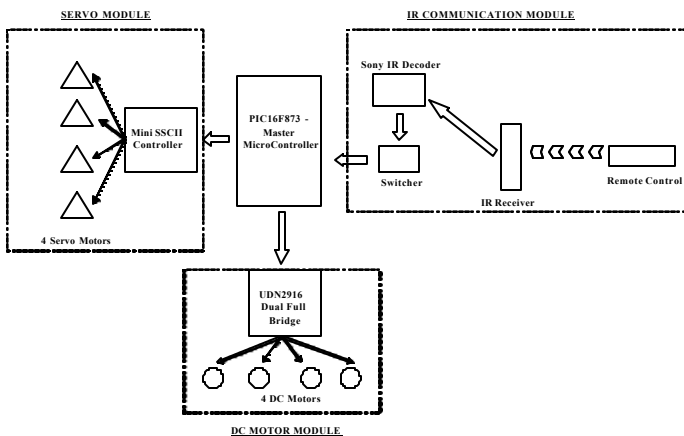 SERVO MODULE
IR COMMUNICATION MODULE
Sony IR Decoder
PIC16F873 -
Master
MicroController
Mini SSCII
Controller
Switcher
IR Receiver
Remote Control
4 Servo Motors
UDN2916
Dual Full
Bridge
4 DC Motors
DC MOTOR MODULE